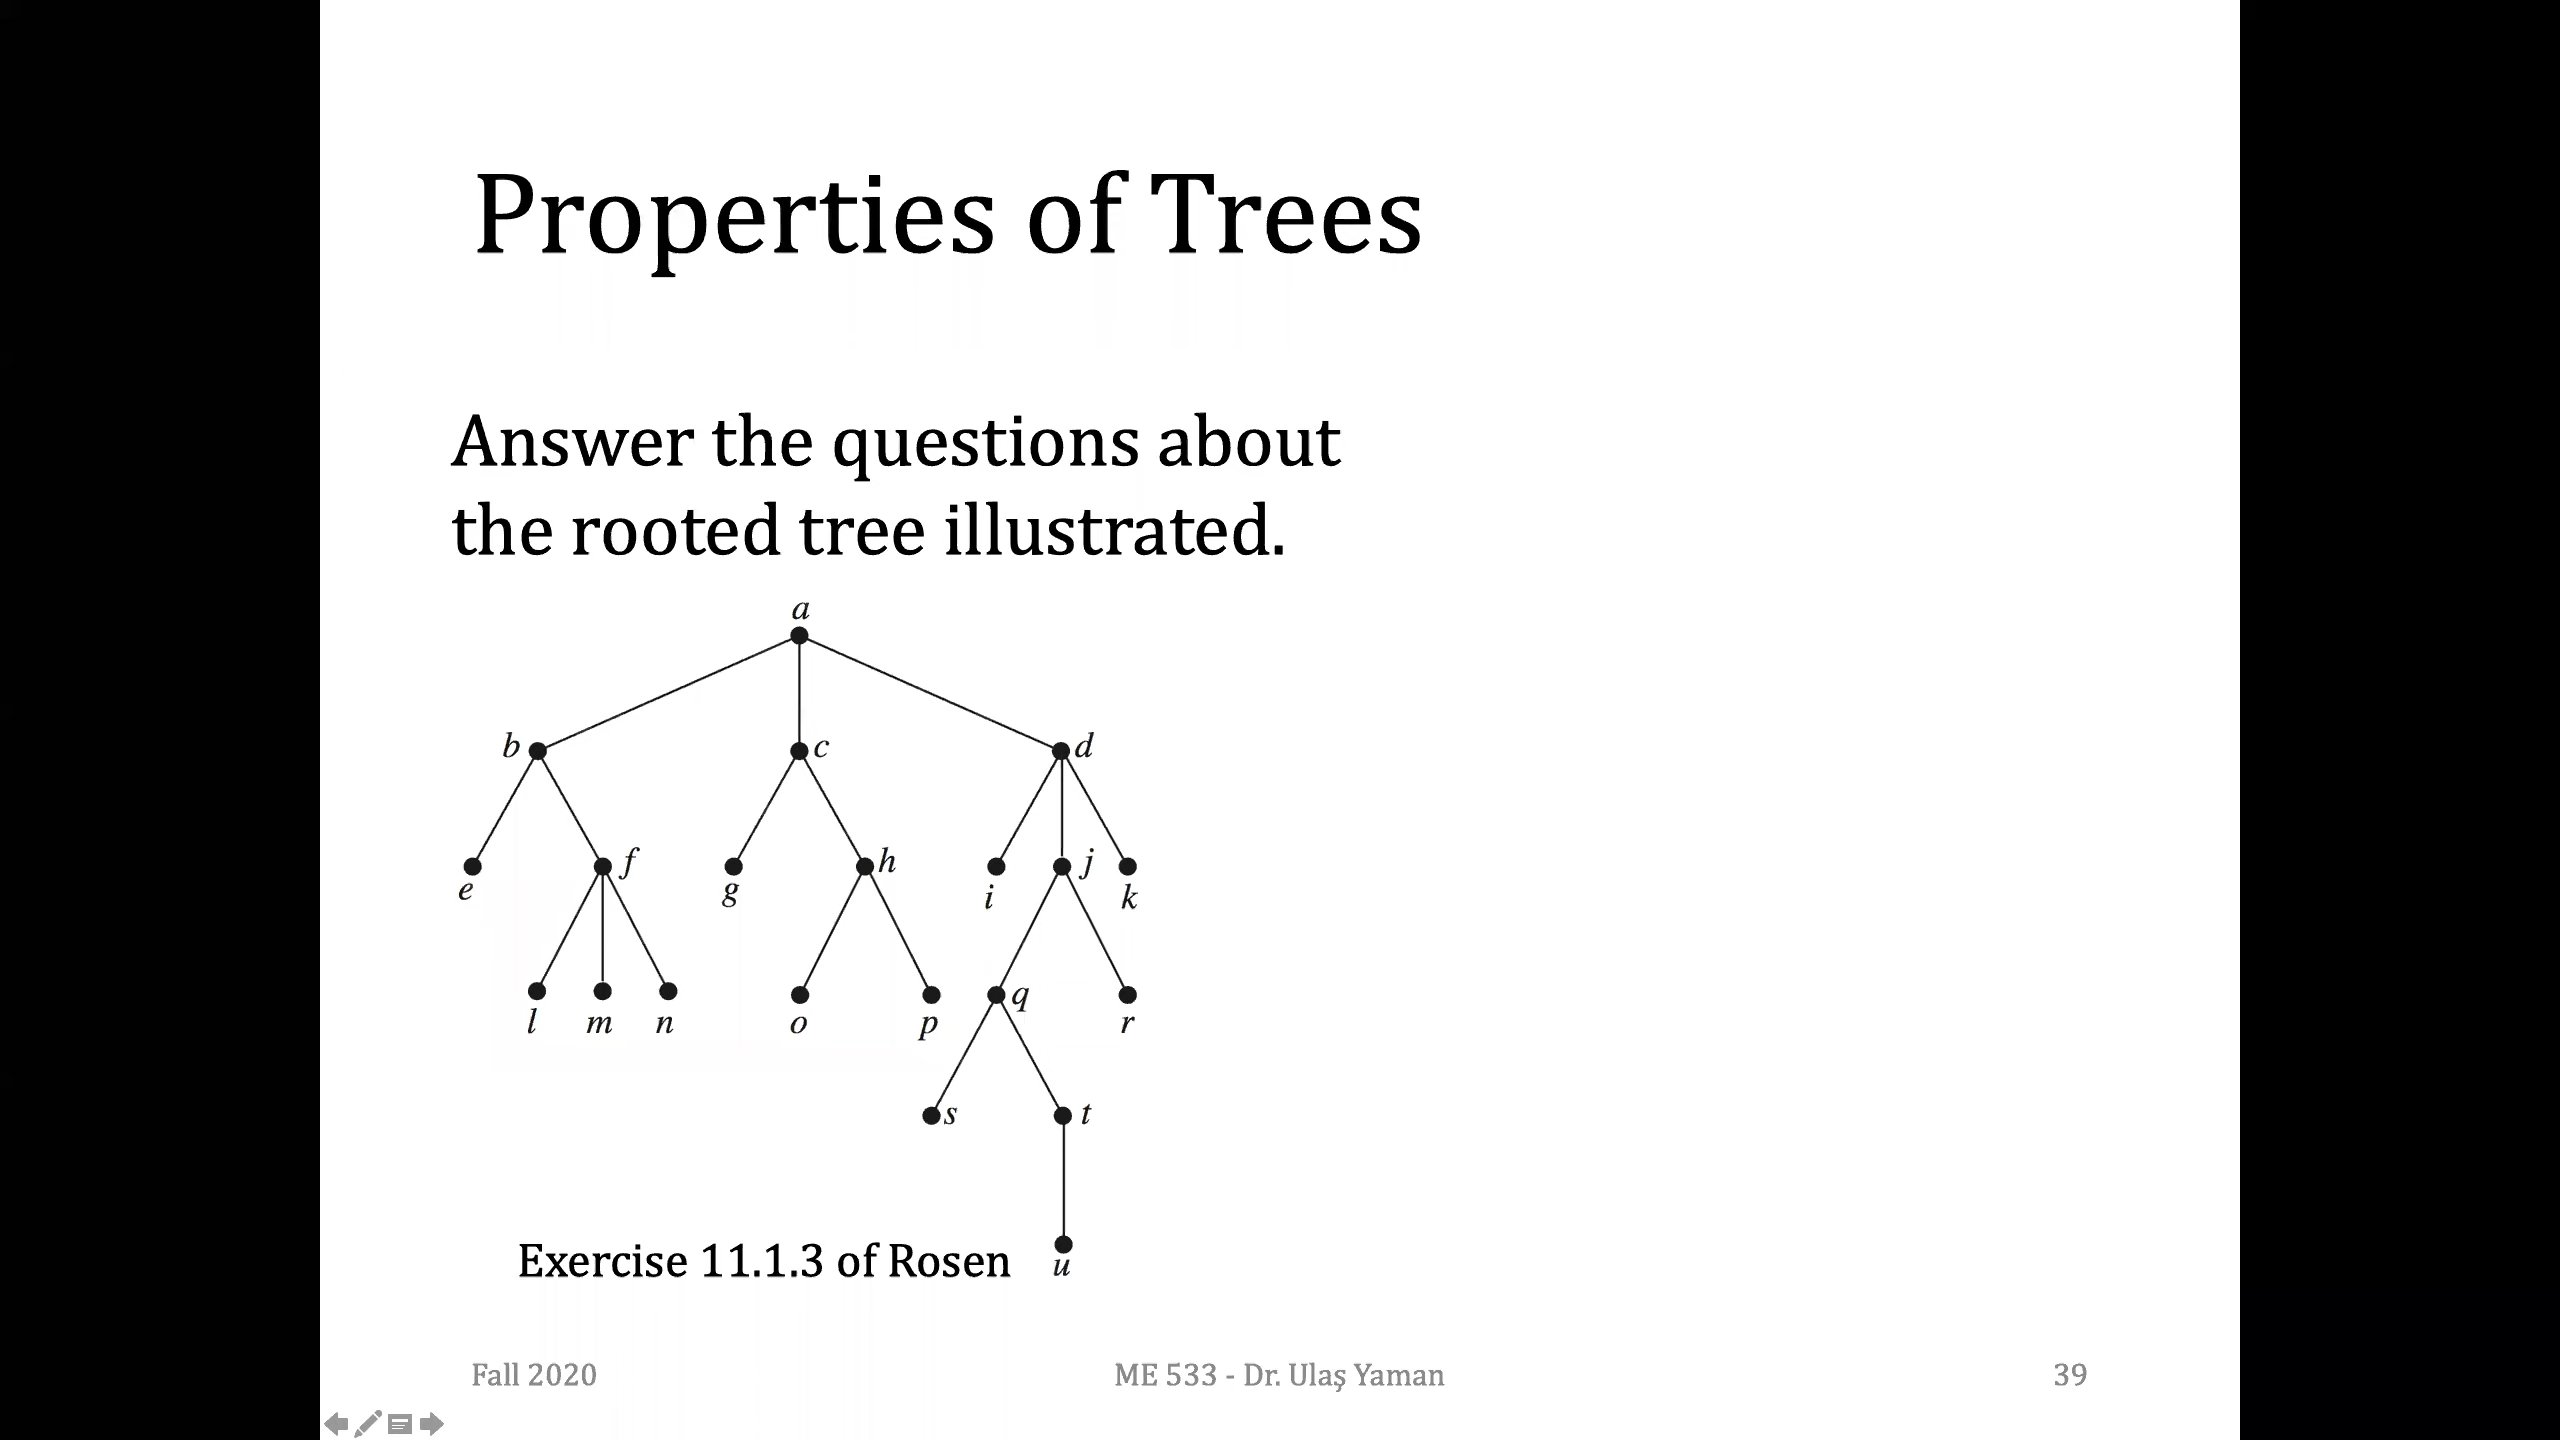 Properties of Trees
Answer the questions about
the rooted tree illustrated.
a
b c d
e f g h i j k
l m n o p q r
s t
u
Exercise 11.1.3 of Rosen
Fall 2020 ME 533 - Dr. Ulaş Yaman 39